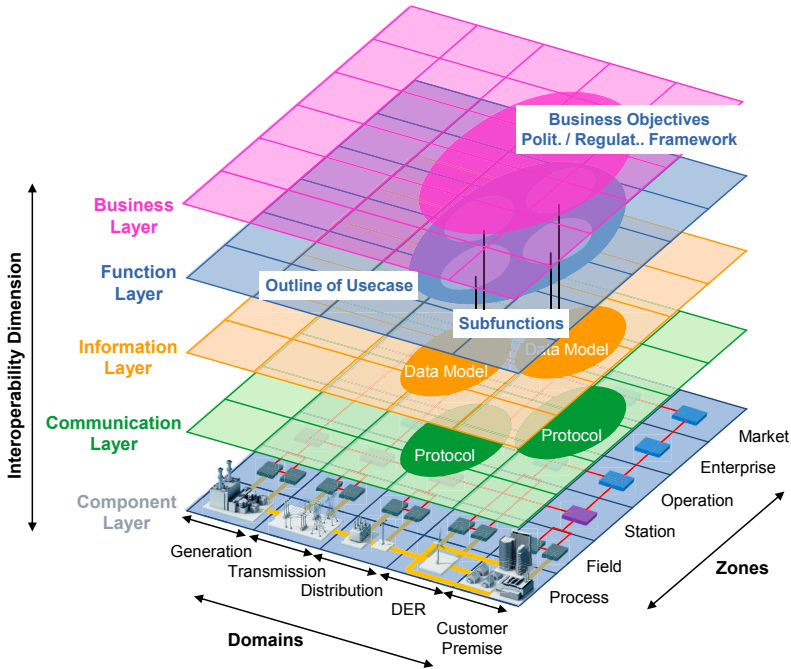 Business Objectives
Polit. / Regulat.. Framework
Business
Layer
Function
Layer
Outline of Usecase
Subfunctions
Information
Layer
Data Model
Data Model
Communication
Layer
Protocol
Protocol
Component
Layer
Interoperability Dimension
Generation
Transmission
Distribution
DER
Customer
Premise
Domains
Market
Enterprise
Operation
Station
Field
Process
Zones